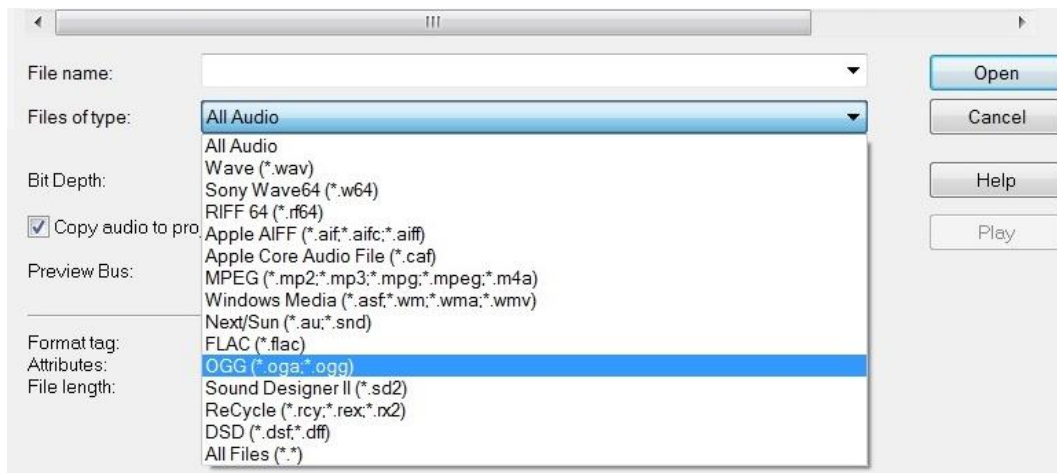 File name:
Open
Files of type: All Audio
Cancel
All Audio
Wave (*.wav)
Bit Depth:
Sony Wave64 (*.w64)
Help
RIFF 64 (*.rf64)
Copy audio to pro
Apple AIFF (*.aif;*.aifc;*.aiff)
Play
Apple Core Audio File (*.caf)
Preview Bus:
MPEG (*.mp2;*.mp3;*.mpg;*.mpeg;*.m4a)
Windows Media (*.asf;*.wm;*.wma;*.wmv)
Next/Sun (*.au;*.snd)
Format tag:
FLAC (*.flac)
Attributes:
OGG (*.oga;*.ogg)
File length:
Sound Designer II (*.sd2)
ReCycle (*.rcy;*.rex;*.rx2)
DSD (*.dsf;*.dff)
All Files (*.*)